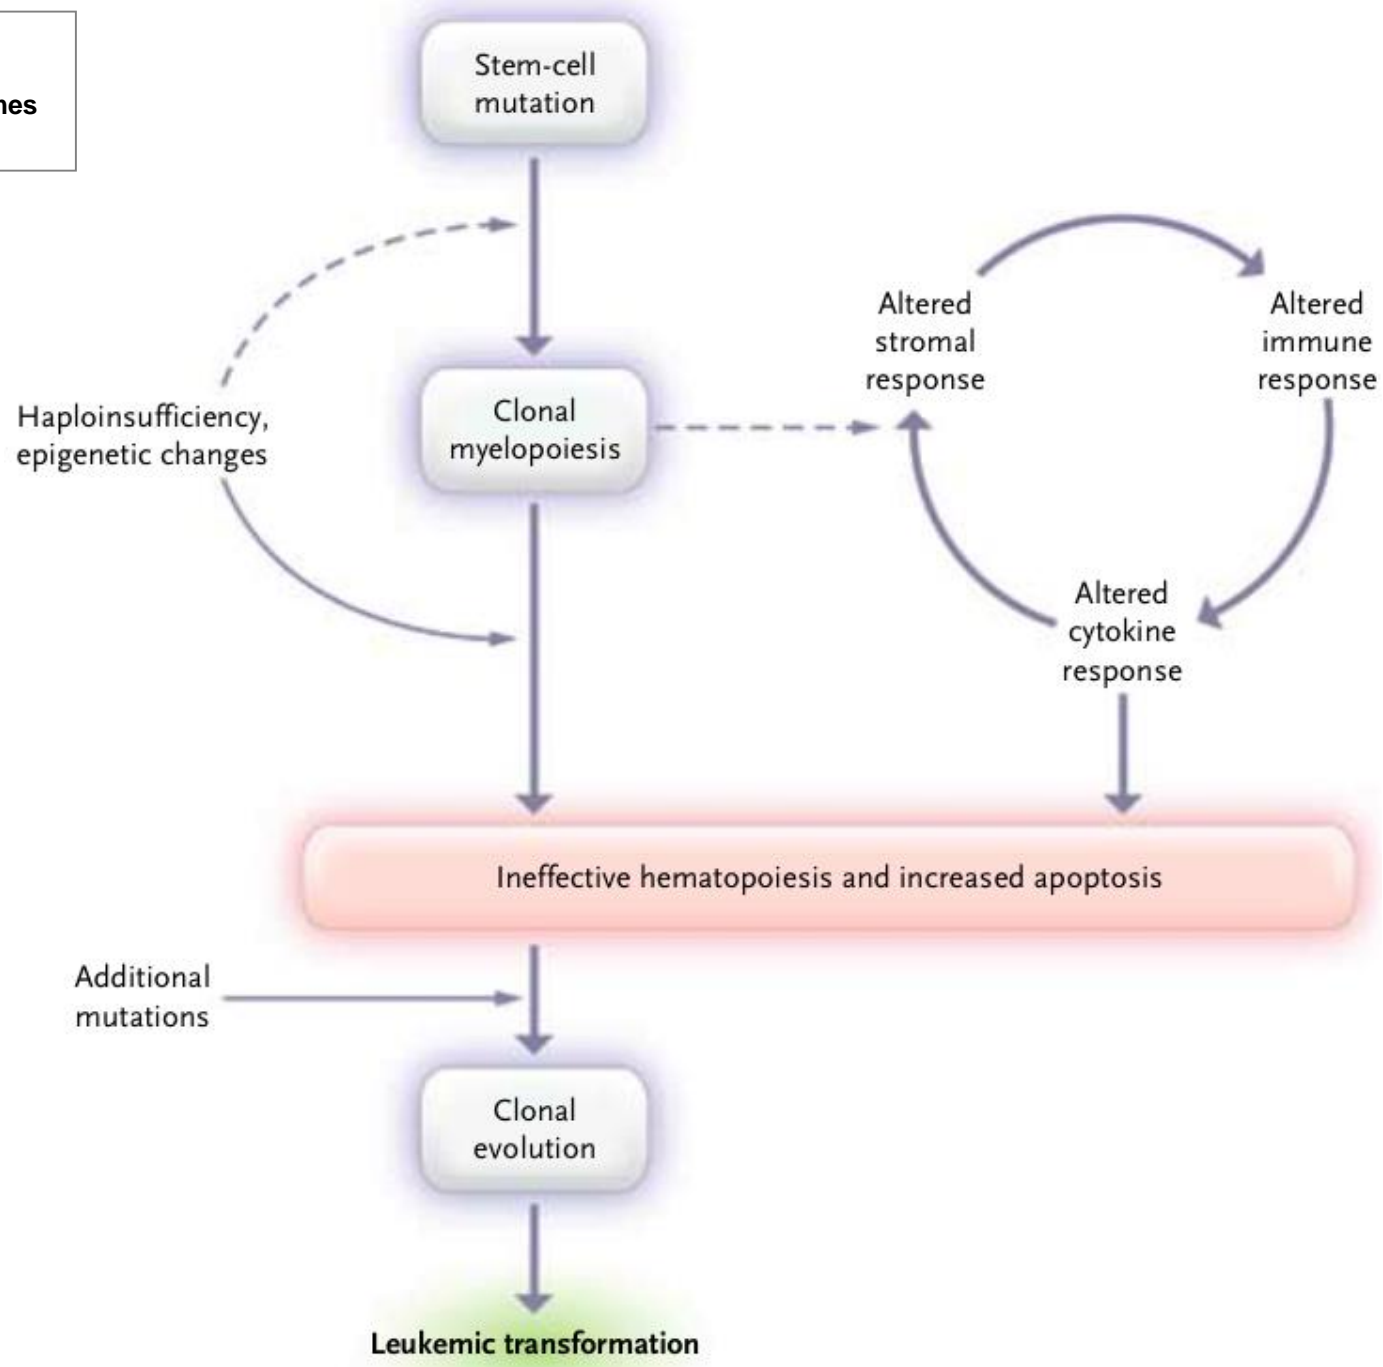 nes
Stem-cell
mutation
Altered
stromal
response
Altered
immune
response
Haploinsufficiency,
epigenetic changes
Clonal
myelopoiesis
Altered
cytokine
response
Ineffective hematopoiesis and increased apoptosis
Additional
mutations
Clonal
evolution
Leukemic transformation